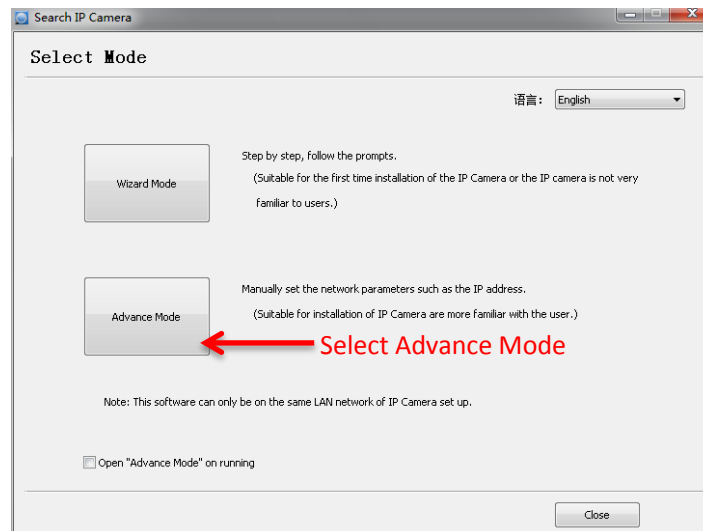 Search IP Camera
Select Mode
语言： English
Wizard Mode
Step by step, follow the prompts.
(Suitable for the first time installation of the IP Camera or the IP camera is not very
familiar to users.)
Advance Mode
Manually set the network parameters such as the IP address.
(Suitable for installation of IP Camera are more familiar with the user.)
Select Advance Mode
Note: This software can only be on the same LAN network of IP Camera set up.
Open "Advance Mode" on running
Close